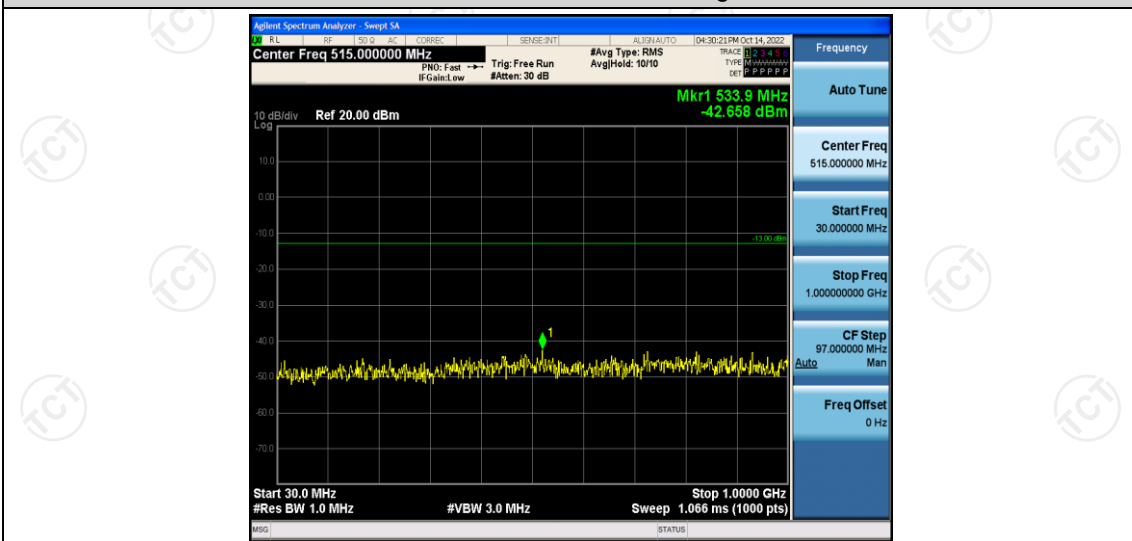 Agilent Spectrum Analyzer - Swept SA
RL RF 50 Ω AC CORREC SENSE:INT ALIGN AUTO 04:30:21 PM Oct 14, 2022
Center Freq 515.000000 MHz #Avg Type: RMS TRACE 1 2 3 4 5 6
PNO: Fast Trig: Free Run Avg|Hold: 10/10 TYPE M
IFGain:Low #Atten: 30 dB DET P P P P P P
Mkr1 533.9 MHz
-42.658 dBm
10 dB/div Ref 20.00 dBm
Log
10.0
0.00
-10.0
-13.00 dBm
-20.0
-30.0
-40.0
1
-50.0
-60.0
-70.0
Start 30.0 MHz Stop 1.0000 GHz
#Res BW 1.0 MHz #VBW 3.0 MHz Sweep 1.066 ms (1000 pts)
MSG STATUS
Frequency
Auto Tune
Center Freq
515.000000 MHz
Start Freq
30.000000 MHz
Stop Freq
1.000000000 GHz
CF Step
97.000000 MHz
Auto Man
Freq Offset
0 Hz
TCT
TCT
TCT
TCT
TCT
TCT